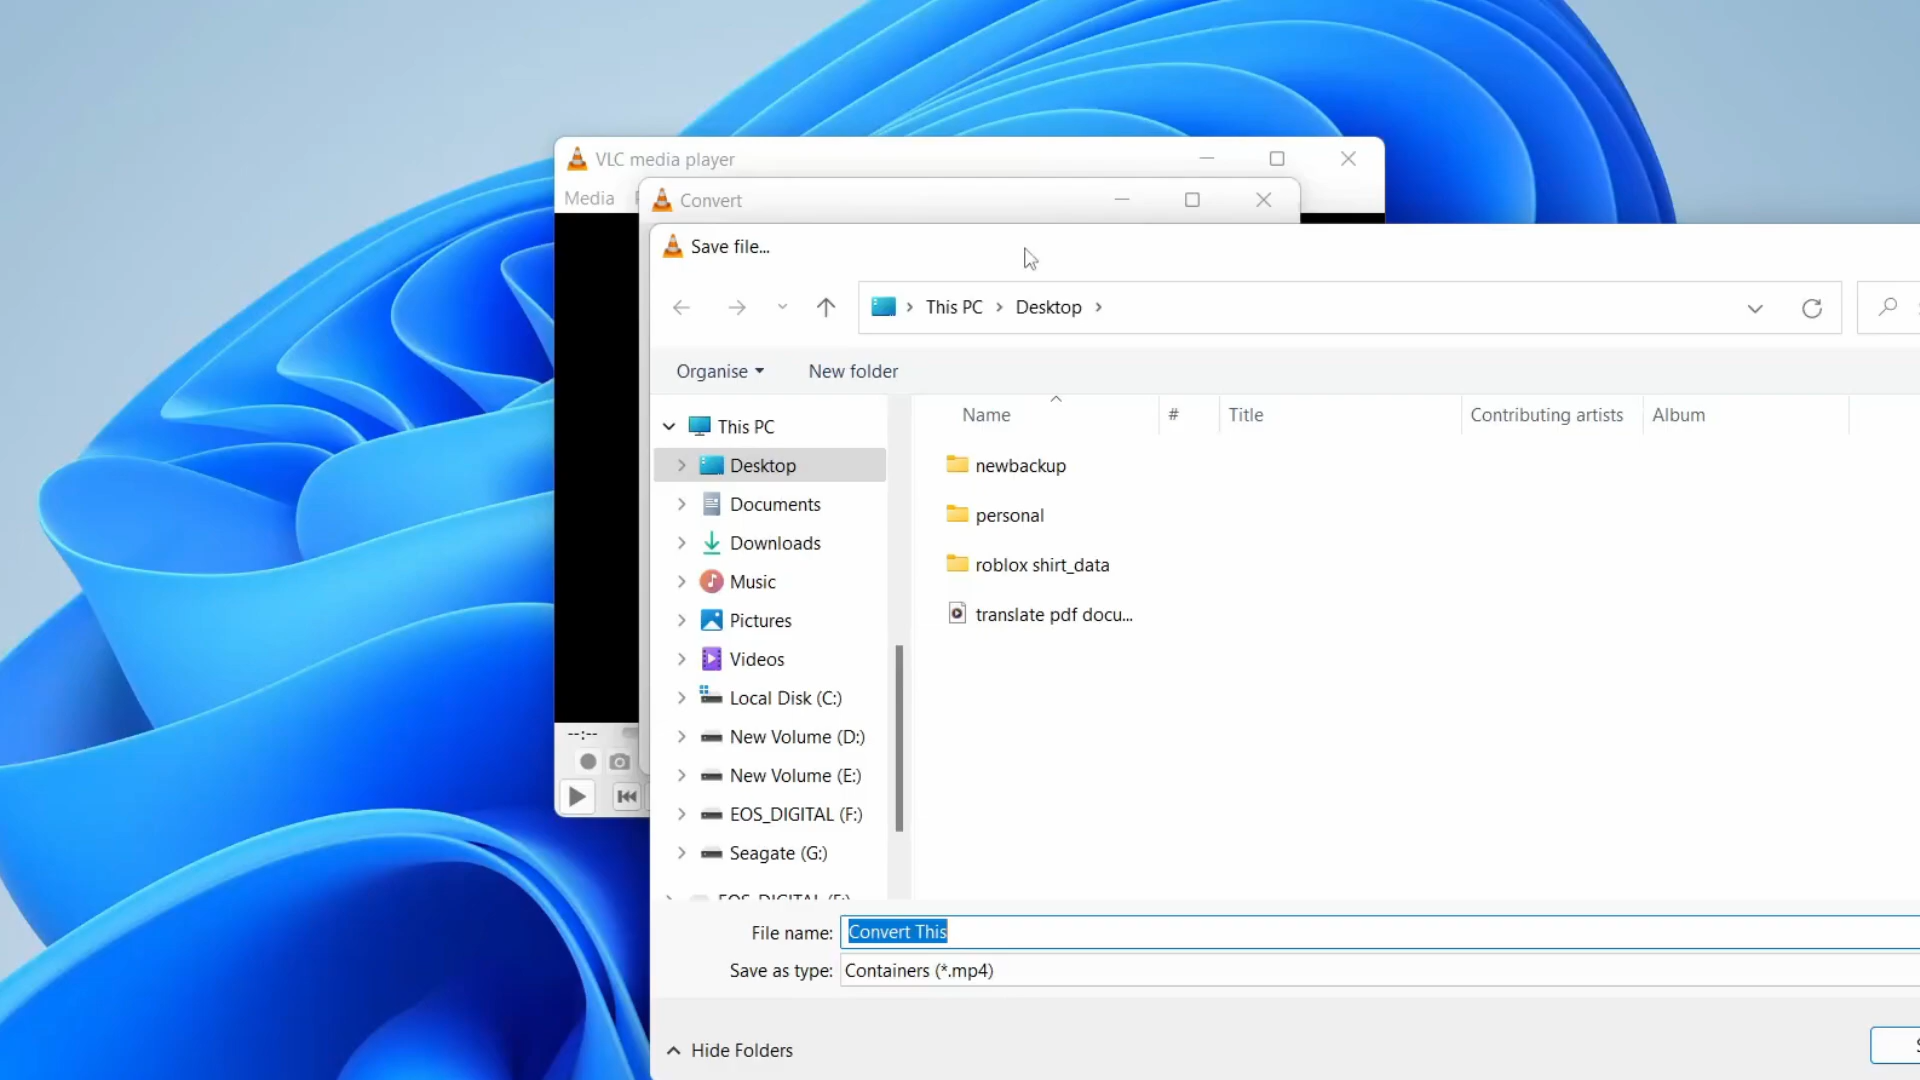 VLC media player
Media
Convert
Save file...
This PC
Desktop
Organise
New folder
Name
#
Title
Contributing artists
Album
This PC
Desktop
Documents
Downloads
Music
Pictures
Videos
Local Disk (C:)
New Volume (D:)
New Volume (E:)
EOS_DIGITAL (F:)
Seagate (G:)
newbackup
personal
roblox shirt_data
translate pdf docu...
--:--
File name: Convert This
Save as type: Containers (*.mp4)
Hide Folders